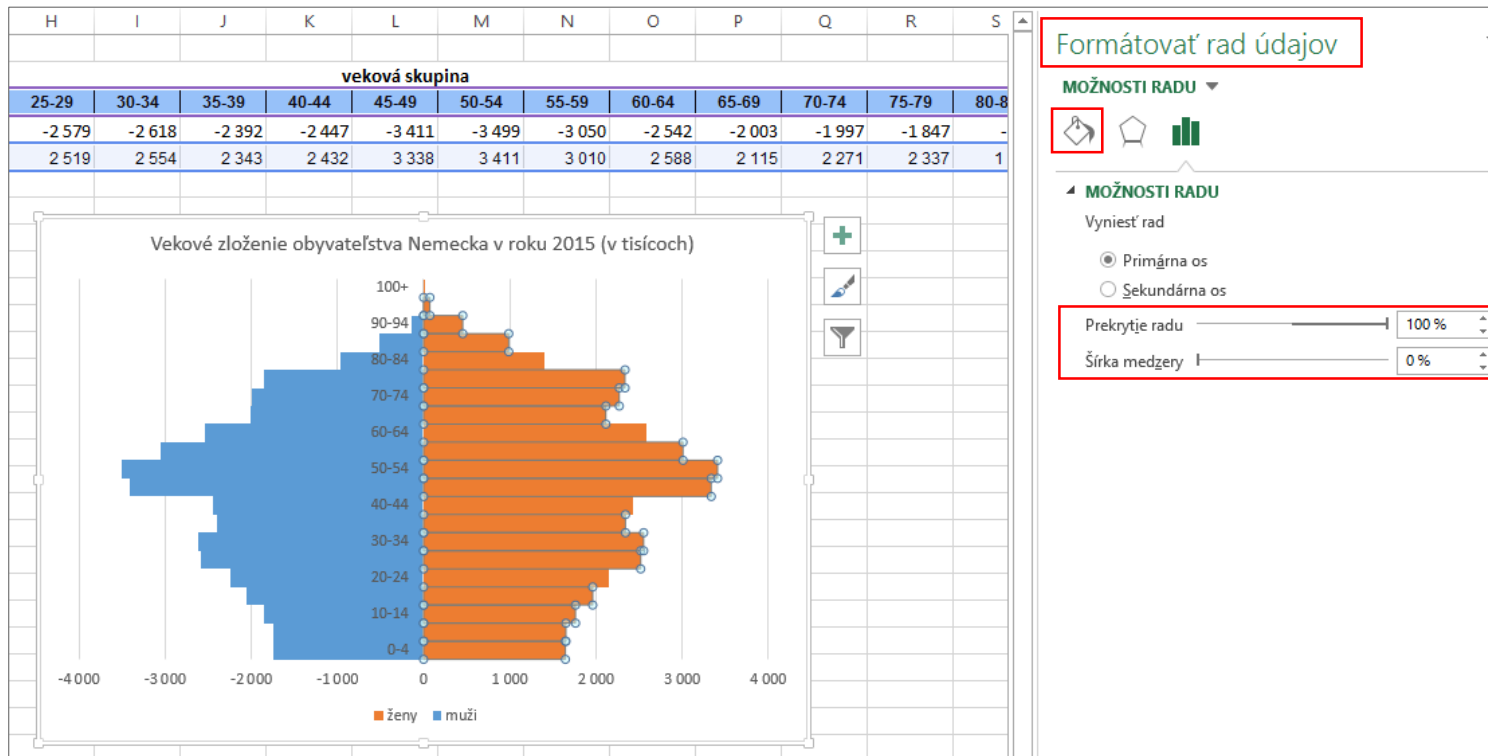 H I J K L M N O P Q R S
veková skupina
25-29 30-34 35-39 40-44 45-49 50-54 55-59 60-64 65-69 70-74 75-79 80-8
-2 579 -2 618 -2 392 -2 447 -3 411 -3 499 -3 050 -2 542 -2 003 -1 997 -1 847 -
2 519 2 554 2 343 2 432 3 338 3 411 3 010 2 588 2 115 2 271 2 337 1
Vekové zloženie obyvateľstva Nemecka v roku 2015 (v tisícoch)
100+
90-94
80-84
70-74
60-64
50-54
40-44
30-34
20-24
10-14
0-4
-4 000 -3 000 -2 000 -1 000 0 1 000 2 000 3 000 4 000
ženy muži
Formátovať rad údajov
MOŽNOSTI RADU
MOŽNOSTI RADU
Vyniesť rad
Primárna os
Sekundárna os
Prekrytie radu 100 %
Šírka medzery 0 %